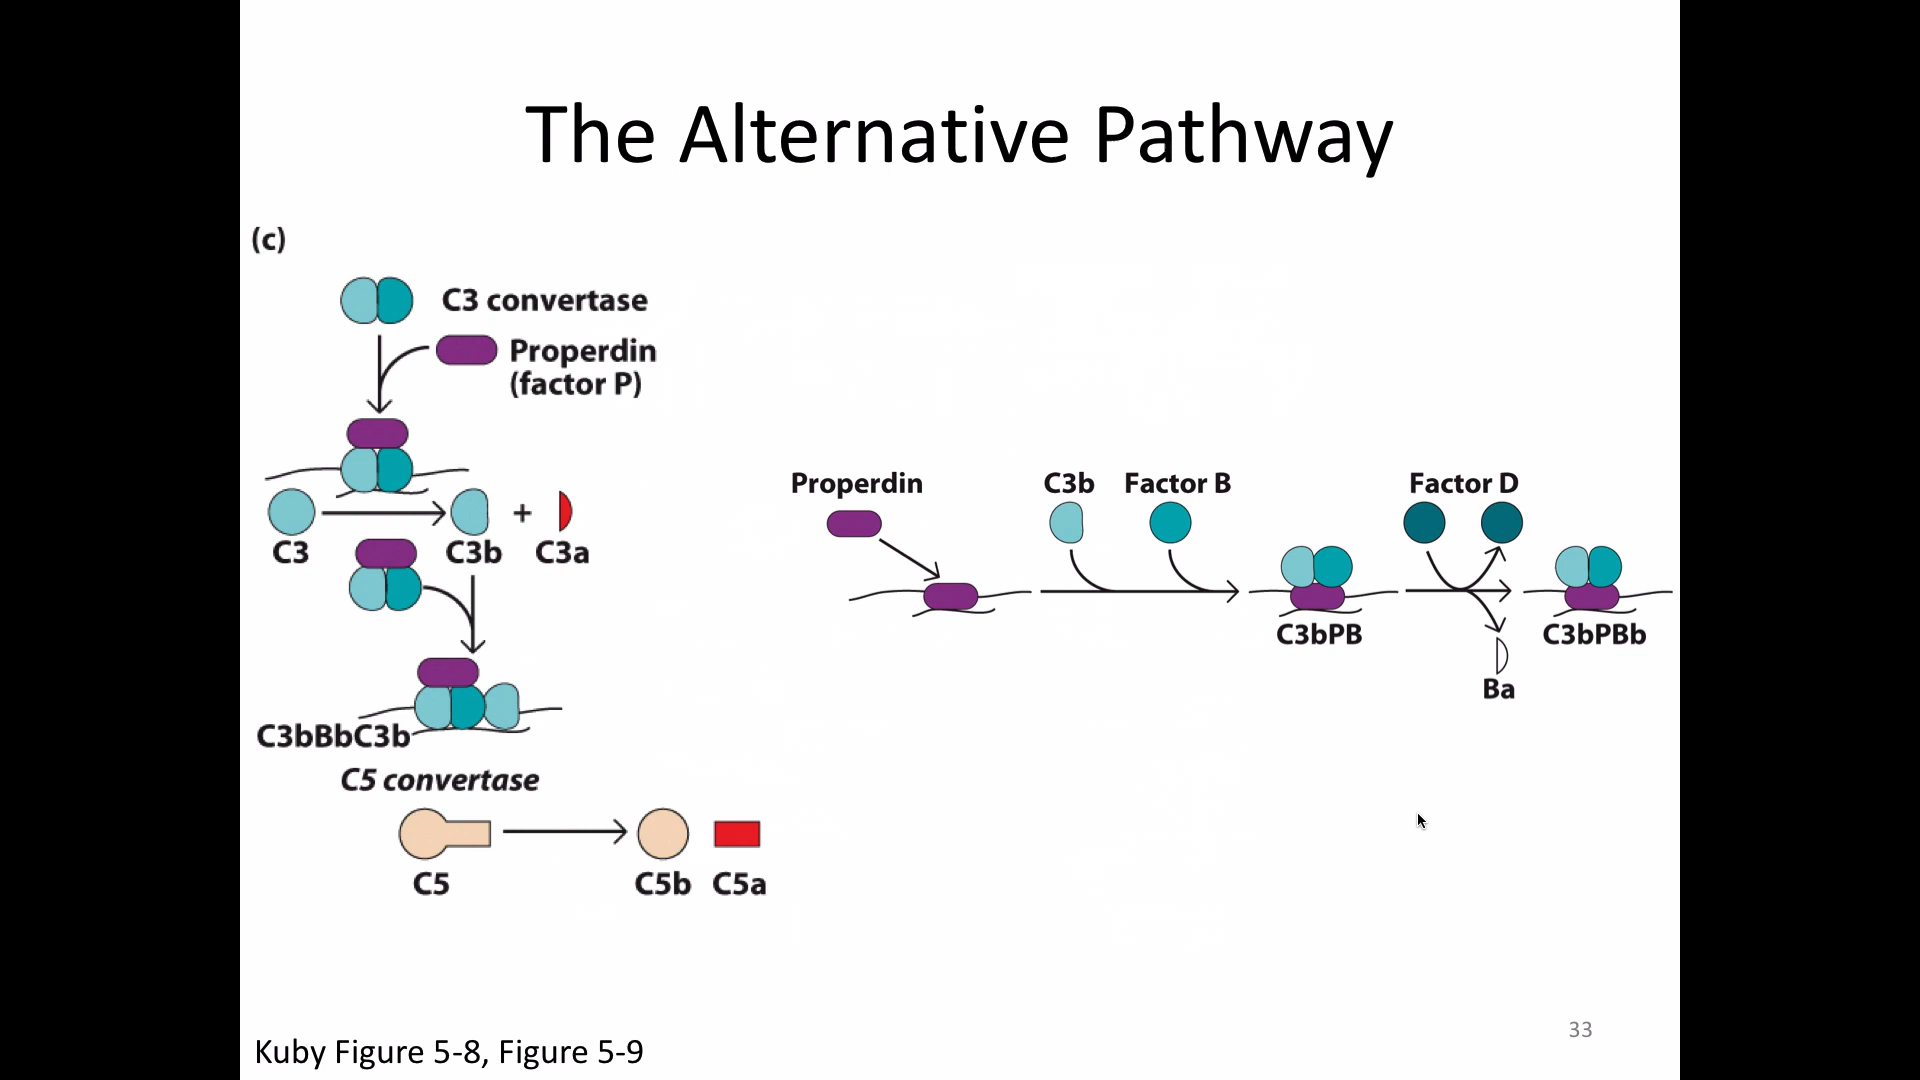 The Alternative Pathway
(c)
C3 convertase
Properdin
(factor P)
C3
C3b
+
C3a
C3bBbC3b
C5 convertase
C5
C5b
C5a
Properdin
C3b
Factor B
Factor D
C3bPB
C3bPBb
Ba
33
Kuby Figure 5-8, Figure 5-9